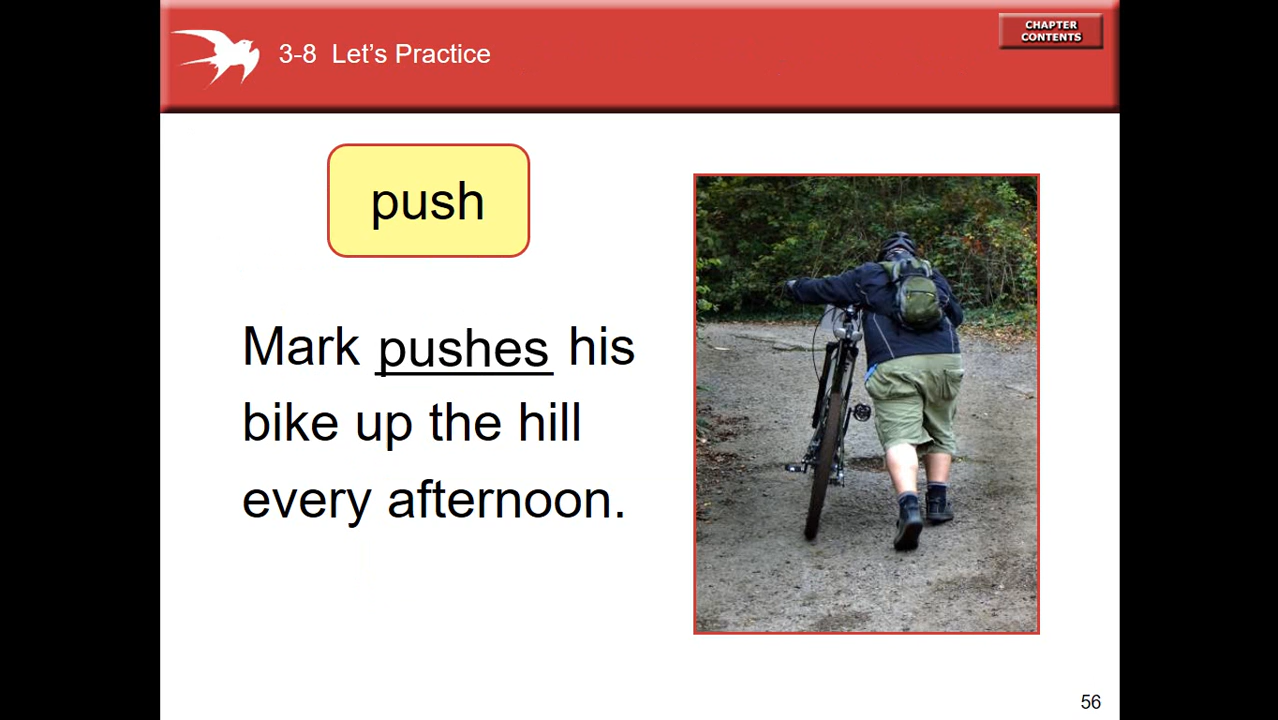 3-8 Let’s Practice
CHAPTER
CONTENTS
push
Mark pushes his
bike up the hill
every afternoon.
56